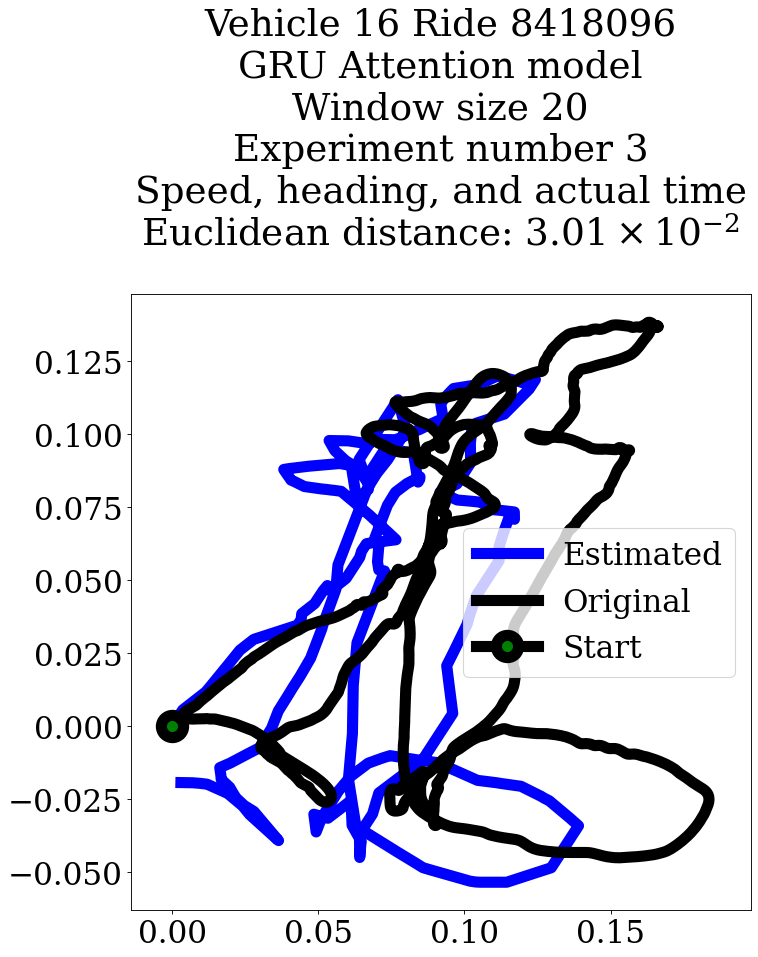 Vehicle 16 Ride 8418096
GRU Attention model
Window size 20
Experiment number 3
Speed, heading, and actual time
Euclidean distance: 3.01 × 10⁻²
0.125
0.100
0.075
0.050
0.025
0.000
−0.025
−0.050
Estimated
Original
Start
0.00 0.05 0.10 0.15